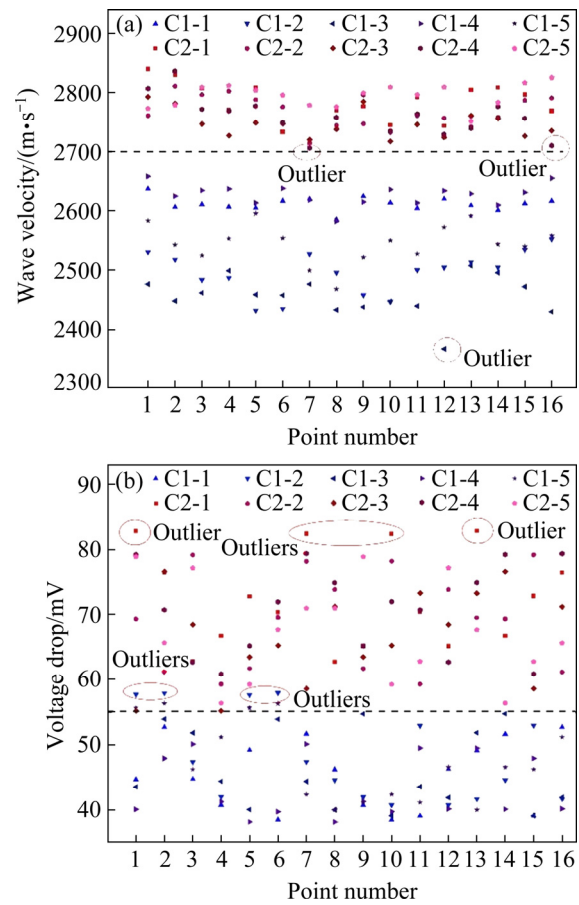 (a) C1-1 C1-2 C1-3 C1-4 C1-5
C2-1 C2-2 C2-3 C2-4 C2-5
Wave velocity/(m•s⁻¹)
2900
2800
2700
2600
2500
2400
2300
Outlier
Outlier
Outlier
1 2 3 4 5 6 7 8 9 10 11 12 13 14 15 16
Point number
(b) C1-1 C1-2 C1-3 C1-4 C1-5
C2-1 C2-2 C2-3 C2-4 C2-5
Voltage drop/mV
90
80
70
60
50
40
Outlier
Outliers
Outlier
Outliers
Outliers
1 2 3 4 5 6 7 8 9 10 11 12 13 14 15 16
Point number